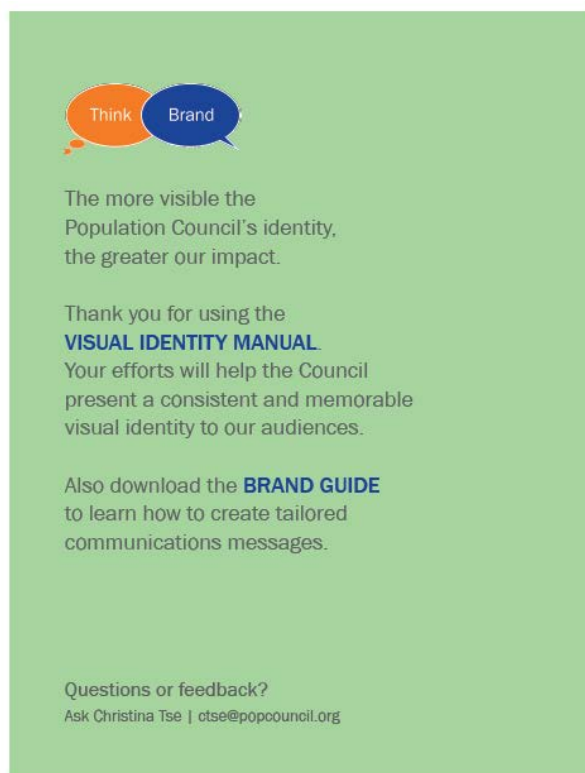 Think Brand
The more visible the
Population Council's identity,
the greater our impact.
Thank you for using the
VISUAL IDENTITY MANUAL.
Your efforts will help the Council
present a consistent and memorable
visual identity to our audiences.
Also download the BRAND GUIDE
to learn how to create tailored
communications messages.
Questions or feedback?
Ask Christina Tse | ctse@popcouncil.org